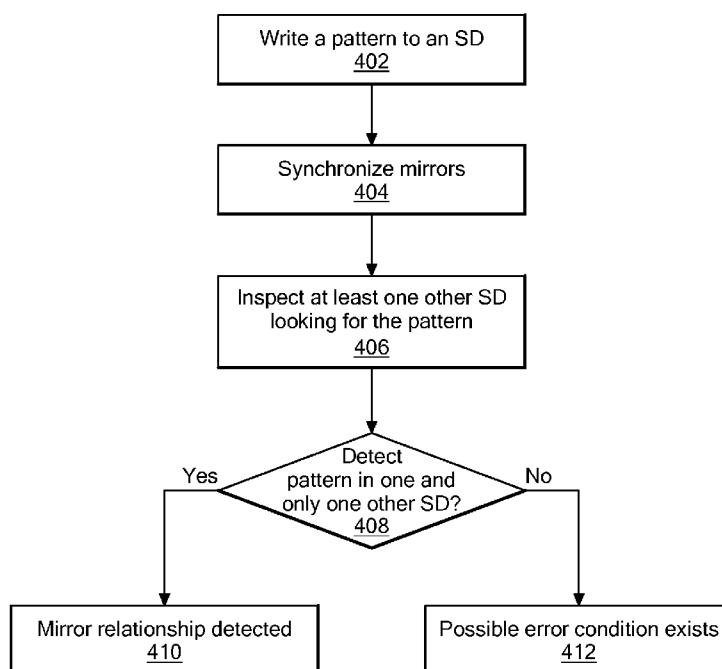 Write a pattern to an SD
402
Synchronize mirrors
404
Inspect at least one other SD
looking for the pattern
406
Detect
pattern in one and
only one other SD?
408
Yes
No
Mirror relationship detected
410
Possible error condition exists
412